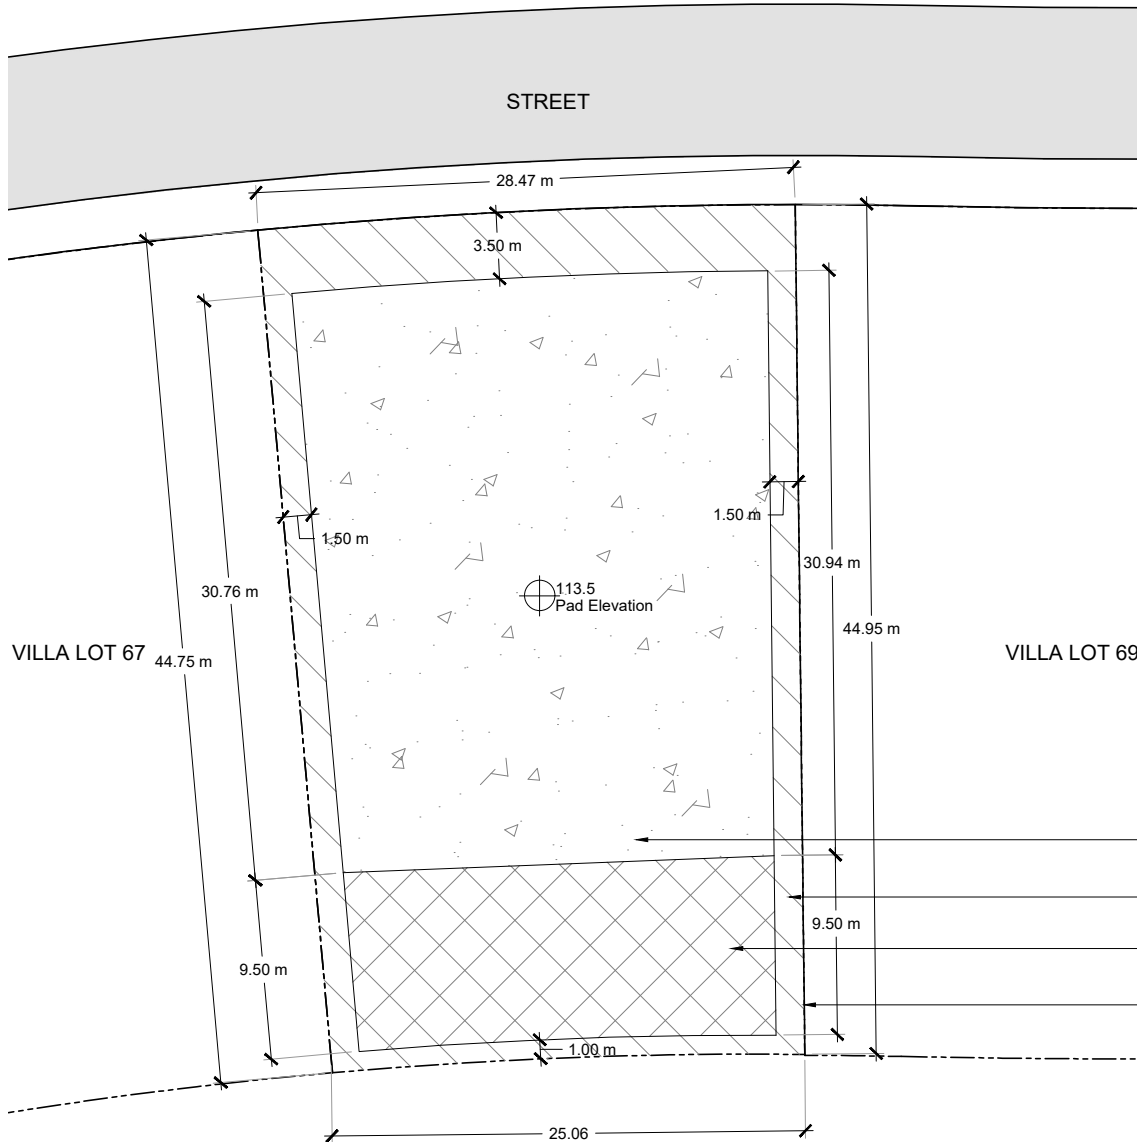 STREET
28.47 m
3.50 m
1.50 m
1.50 m
30.94 m
113.5
Pad Elevation
30.76 m
44.95 m
VILLA LOT 67
44.75 m
VILLA LOT 69
9.50 m
9.50 m
1.00 m
25.06